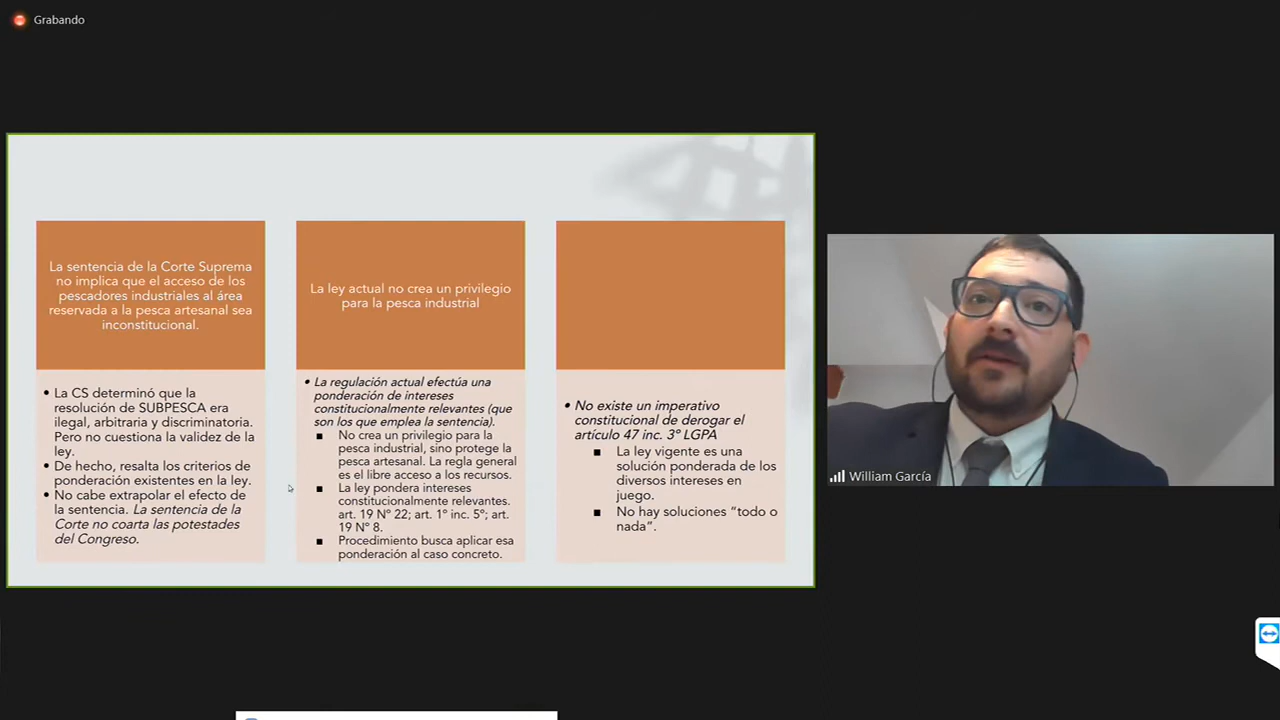 Grabando
La sentencia de la Corte Suprema
no implica que el acceso de los
pescadores industriales al área
reservada a la pesca artesanal sea
inconstitucional.
• La CS determinó que la
resolución de SUBPESCA era
ilegal, arbitraria y discriminatoria.
Pero no cuestiona la validez de la
ley.
• De hecho, resalta los criterios de
ponderación existentes en la ley.
• No cabe extrapolar el efecto de
la sentencia. La sentencia de la
Corte no coarta las potestades
del Congreso.
La ley actual no crea un privilegio
para la pesca industrial
• La regulación actual efectúa una
ponderación de intereses
constitucionalmente relevantes (que
son los que emplea la sentencia).
▪ No crea un privilegio para la
pesca industrial, sino protege la
pesca artesanal. La regla general
es el libre acceso a los recursos.
▪ La ley pondera intereses
constitucionalmente relevantes.
art. 19 Nº 22; art. 1º inc. 5º; art.
19 Nº 8.
▪ Procedimiento busca aplicar esa
ponderación al caso concreto.
• No existe un imperativo
constitucional de derogar el
artículo 47 inc. 3º LGPA
▪ La ley vigente es una
solución ponderada de los
diversos intereses en
juego.
▪ No hay soluciones “todo o
nada”.
William García